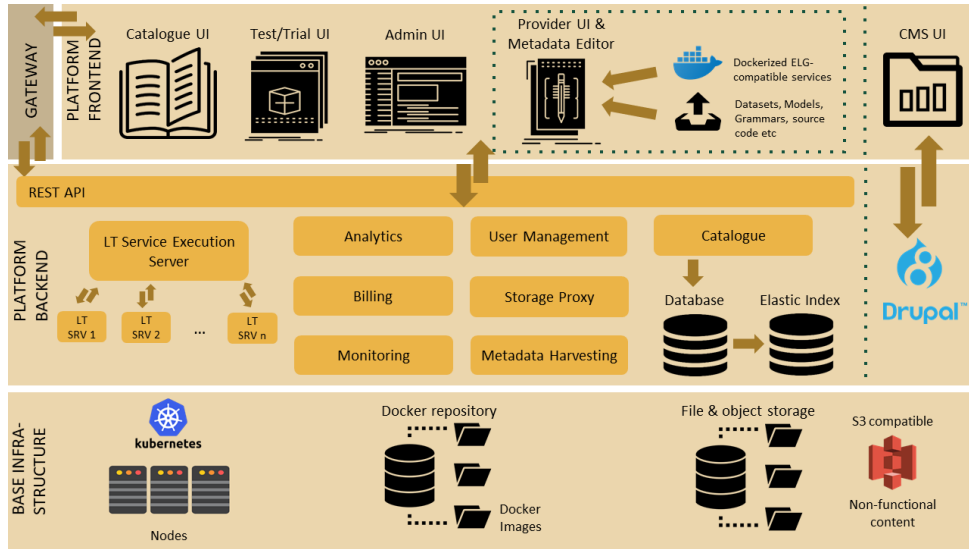 GATEWAY
PLATFORM
FRONTEND
Catalogue UI
Test/Trial UI
Admin UI
Provider UI &
Metadata Editor
Dockerized ELG-
compatible services
Datasets, Models,
Grammars, source
code etc
CMS UI
PLATFORM
BACKEND
REST API
LT Service Execution
Server
LT
SRV 1
LT
SRV 2
...
LT
SRV n
Analytics
User Management
Catalogue
Billing
Storage Proxy
Monitoring
Metadata Harvesting
Database
Elastic Index
Drupal™
BASE INFRA-
STRUCTURE
kubernetes
Nodes
Docker repository
Docker
Images
File & object storage
S3 compatible
Non-functional
content